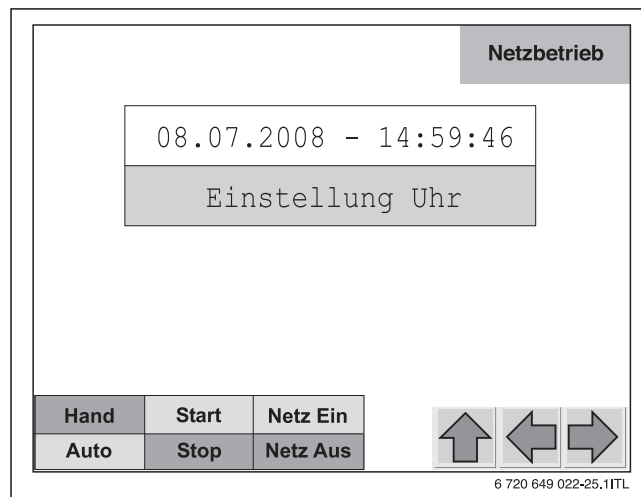 Netzbetrieb
08.07.2008 - 14:59:46
Einstellung Uhr
Hand Start Netz Ein
Auto Stop Netz Aus
6 720 649 022-25.1ITL